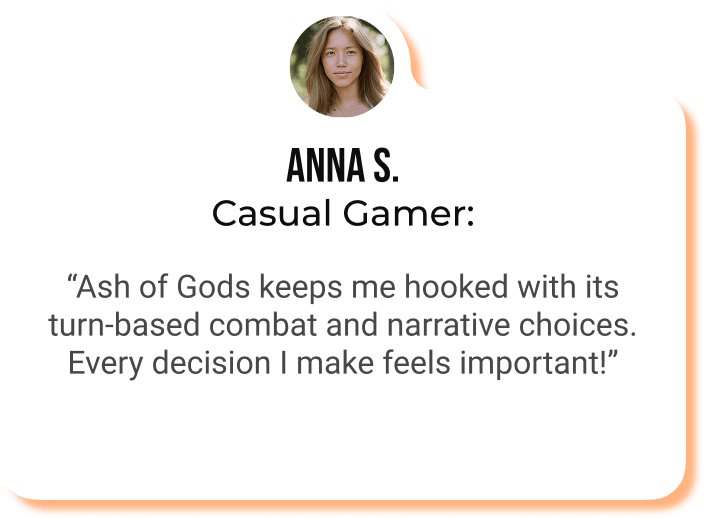 ANNA S.
Casual Gamer:
“Ash of Gods keeps me hooked with its
turn-based combat and narrative choices.
Every decision I make feels important!”